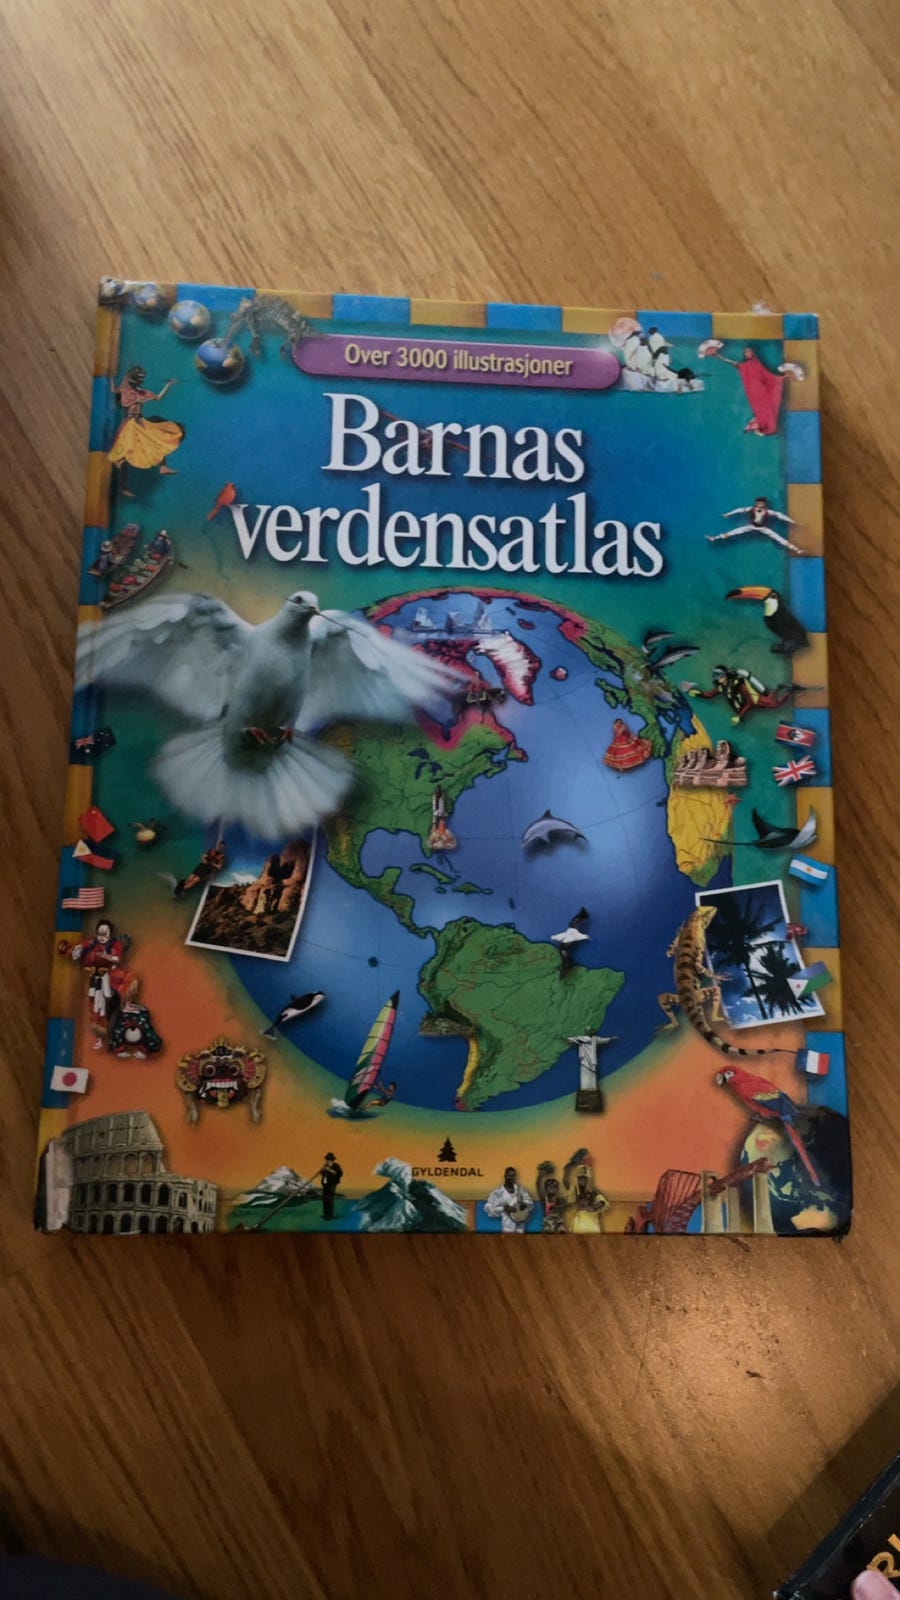 Over 3000 illustrasjoner
Barnas
verdensatlas
GYLDENDAL